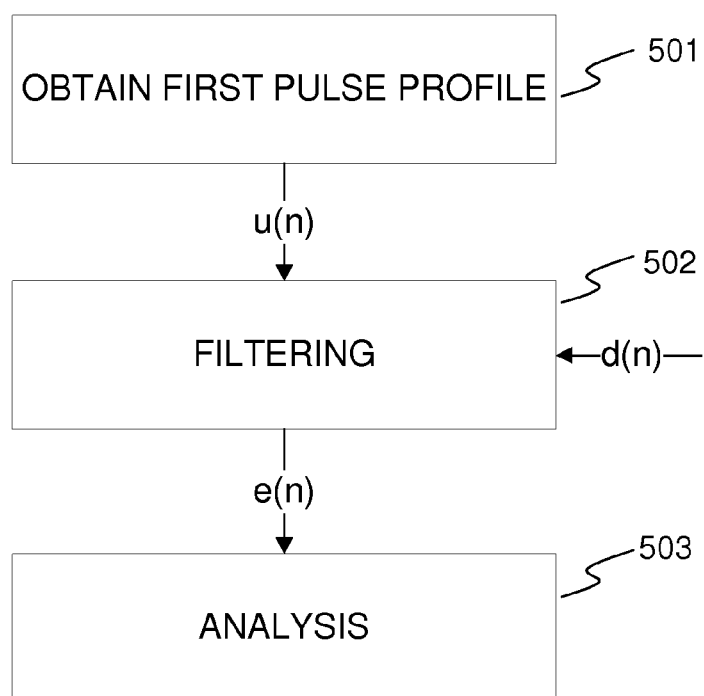 OBTAIN FIRST PULSE PROFILE
501
u(n)
502
FILTERING
d(n)
e(n)
503
ANALYSIS